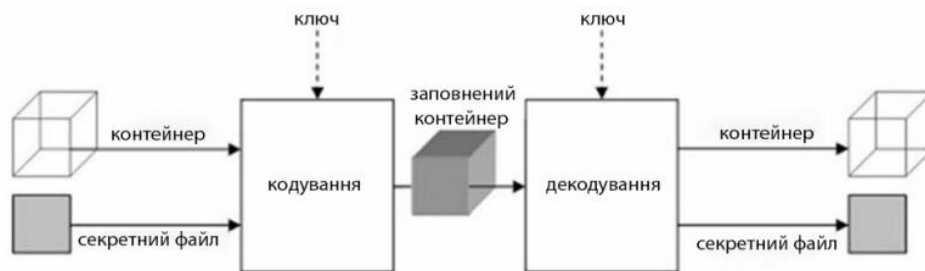 ключ
ключ
заповнений
контейнер
контейнер
контейнер
кодування
декодування
секретний файл
секретний файл